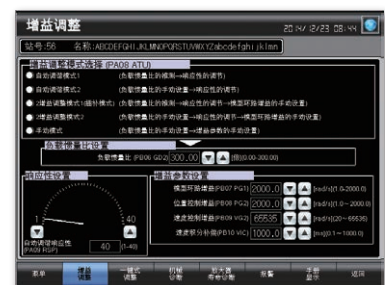 增益调整
2014/12/23 08:44
站号:56 名称:ABCDEFGHIJKLMNOPQRSTUVWXYZabcdefghijklmn
增益调整模式选择 (PA08 ATU)
自动调谐模式1 (负载惯量比的推测→响应性的调节)
自动调谐模式2 (负载惯量比的手动设置→响应性的调节)
2增益调整模式1(插补模式) (负载惯量比的推测→响应性的调节→模型环路增益的手动设置)
2增益调整模式2 (负载惯量比的手动设置→响应性的调节→模型环路增益的手动设置)
手动模式 (负载惯量比的手动设置→增益参数的手动设置)
负载惯量比设置
负载惯量比 (PB06 GD2) 300.00 [倍](0.00-300.00)
响应性设置
1 40
自动调谐响应性
(PA09 RSP) 40 (1-40)
增益参数设置
模型环路增益(PB07 PG1) 2000.0 [rad/s](1.0-2000.0)
位置控制增益(PB08 PG2) 2000.0 [rad/s](1.0~2000.0)
速度控制增益(PB09 VG2) 65535 [rad/s](20~65535)
速度积分补偿(PB10 VIC) 1000.0 [ms](0.1~1000.0)
菜单 增益调整 一键式调整 机械诊断 放大器寿命诊断 报警 手册显示 返回